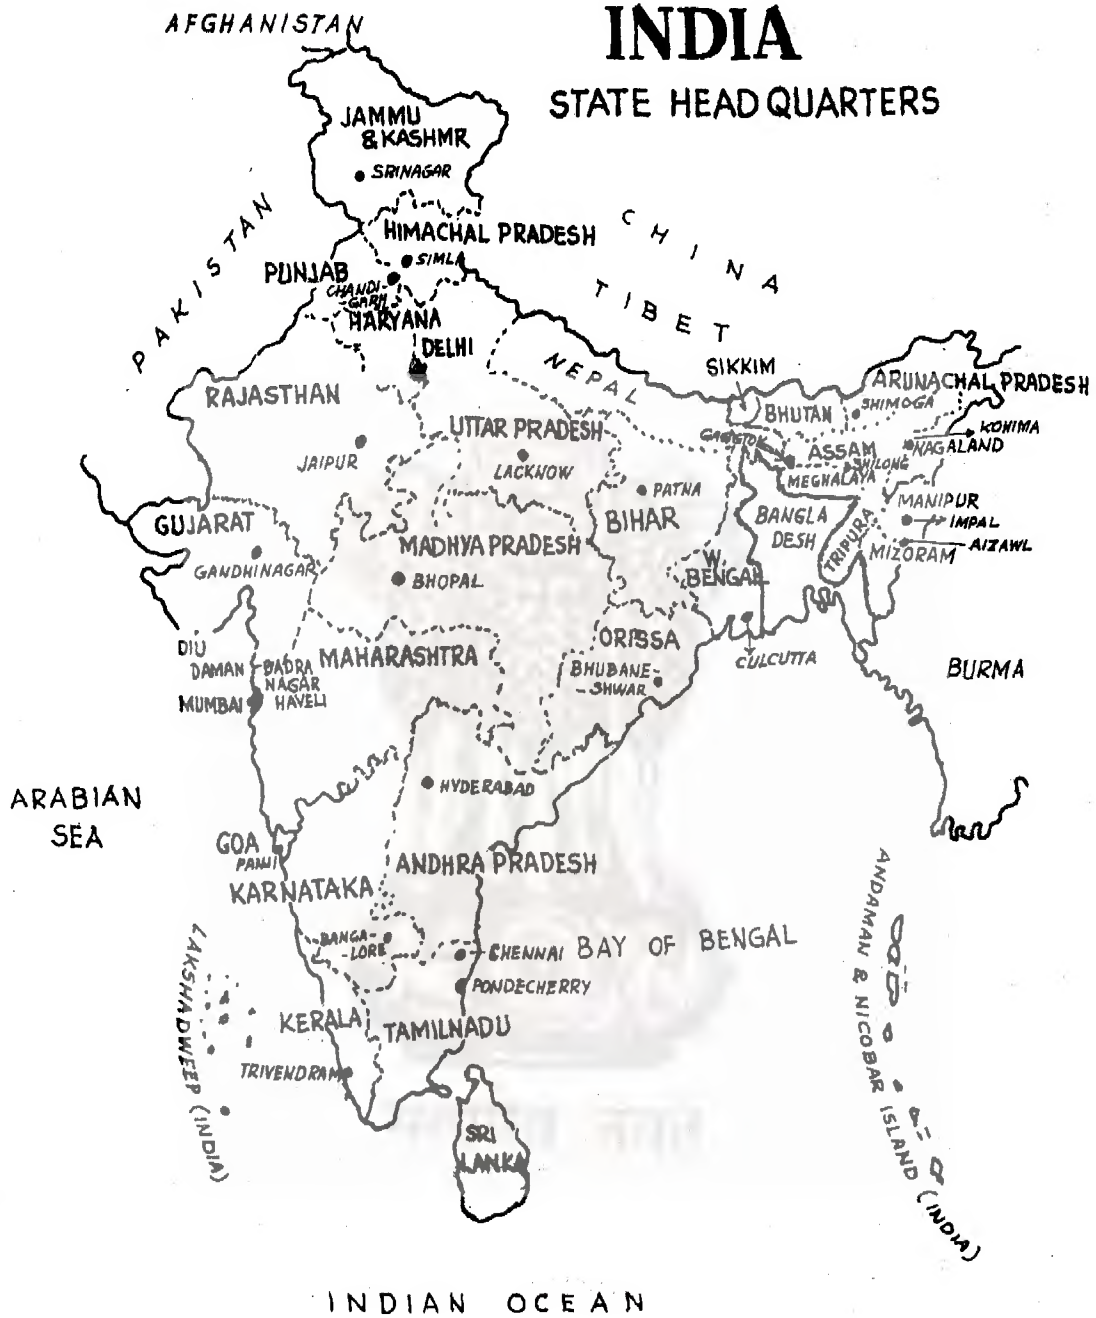 INDIA
STATE HEADQUARTERS
AFGHANISTAN
JAMMU
& KASHMR
SRINAGAR
PAKISTAN
CHINA
TIBET
HIMACHAL PRADESH
SIMLA
PUNJAB
CHANDI-
GARH
HARYANA
DELHI
NEPAL
SIKKIM
ARUNACHAL PRADESH
SHIMOGA
BHUTAN
RAJASTHAN
JAIPUR
UTTAR PRADESH
LACKNOW
GANGTOK
ASSAM
SHILONG
MEGHALAYA
KOHIMA
NAGALAND
PATNA
BIHAR
BANGLA
DESH
TRIPURA
MANIPUR
IMPAL
AIZAWL
MIZORAM
GUJARAT
GANDHINAGAR
MADHYA PRADESH
BHOPAL
W.
BENGAL
CULCUTTA
BURMA
DIU
DAMAN
MUMBAI
BADRA
NAGAR
HAVELI
MAHARASHTRA
ORISSA
BHUBANE-
-SHWAR
ARABIAN
SEA
HYDERABAD
GOA
PANJI
ANDHRA PRADESH
KARNATAKA
BANGA-
-LORE
CHENNAI
BAY OF BENGAL
PONDECHERRY
LAKSHADWEEP (INDIA)
KERALA
TAMILNADU
TRIVENDRAM
ANDAMAN & NICOBAR ISLAND (INDIA)
SRI
LANKA
INDIAN OCEAN